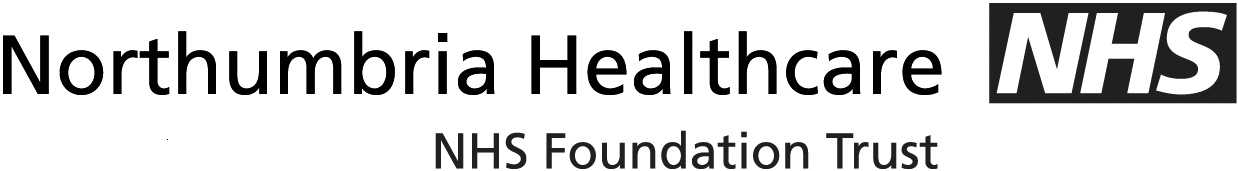 Northumbria Healthcare NHS
NHS Foundation Trust